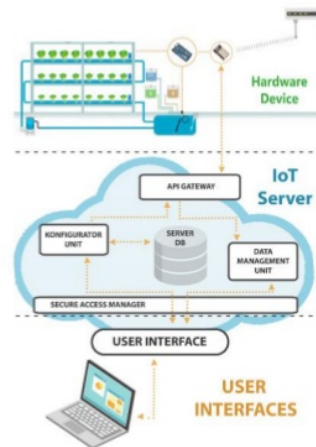 Hardware
Device
IoT
Server
API GATEWAY
KONFIGURATOR
UNIT
SERVER
DB
DATA
MANAGEMENT
UNIT
SECURE ACCESS MANAGER
USER INTERFACE
USER
INTERFACES